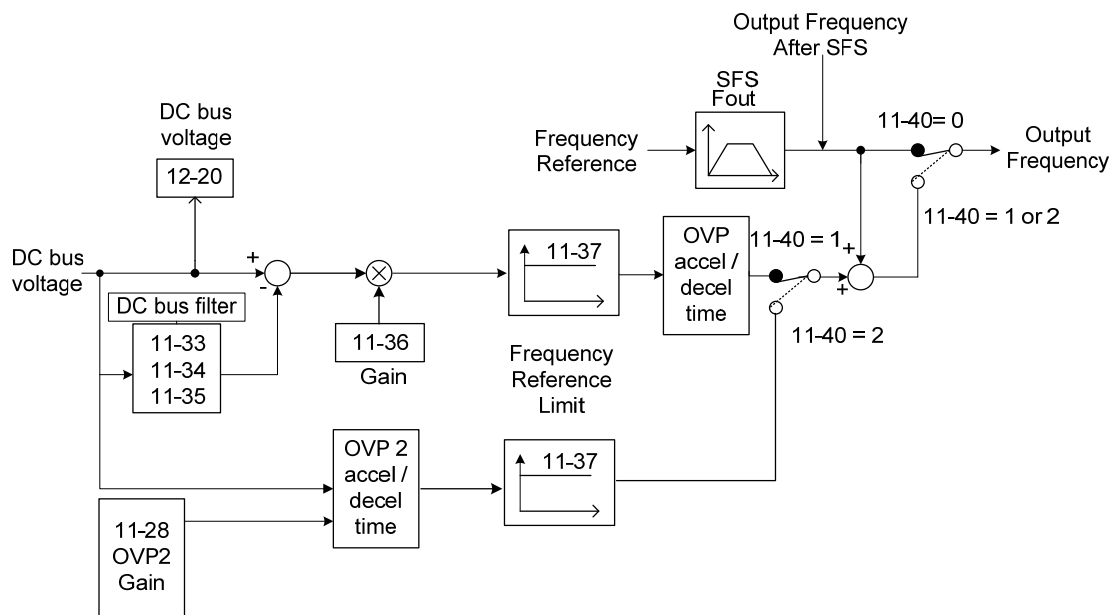 Output Frequency
After SFS
SFS
Fout
DC bus
voltage
11-40= 0
Frequency
Reference
Output
Frequency
12-20
11-40 = 1 or 2
DC bus
voltage
+
-
11-37
OVP
accel /
decel
time
11-40 = 1
+
+
DC bus filter
11-33
11-34
11-35
11-36
Gain
11-40 = 2
Frequency
Reference
Limit
OVP 2
accel /
decel
time
11-37
11-28
OVP2
Gain